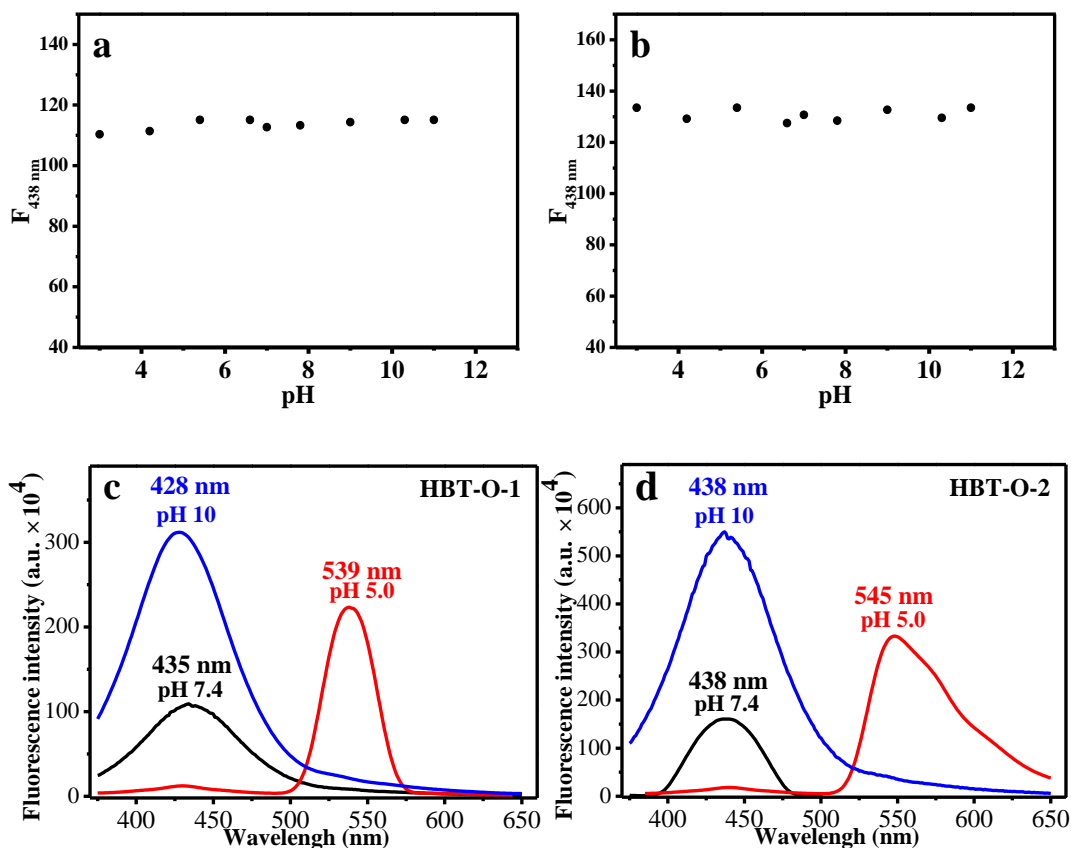 a
140
120
100
80
60
40
F438 nm
4 6 8 10 12
pH
b
160
140
120
100
80
60
40
F438 nm
4 6 8 10 12
pH
c
HBT-O-1
428 nm
pH 10
539 nm
pH 5.0
435 nm
pH 7.4
300
200
100
0
Fluorescence intensity (a.u. ×10^4)
400 450 500 550 600 650
Wavelengh (nm)
d
HBT-O-2
438 nm
pH 10
545 nm
pH 5.0
438 nm
pH 7.4
600
500
400
300
200
100
0
Fluorescence intensity (a.u. ×10^4)
400 450 500 550 600 650
Wavelengh (nm)